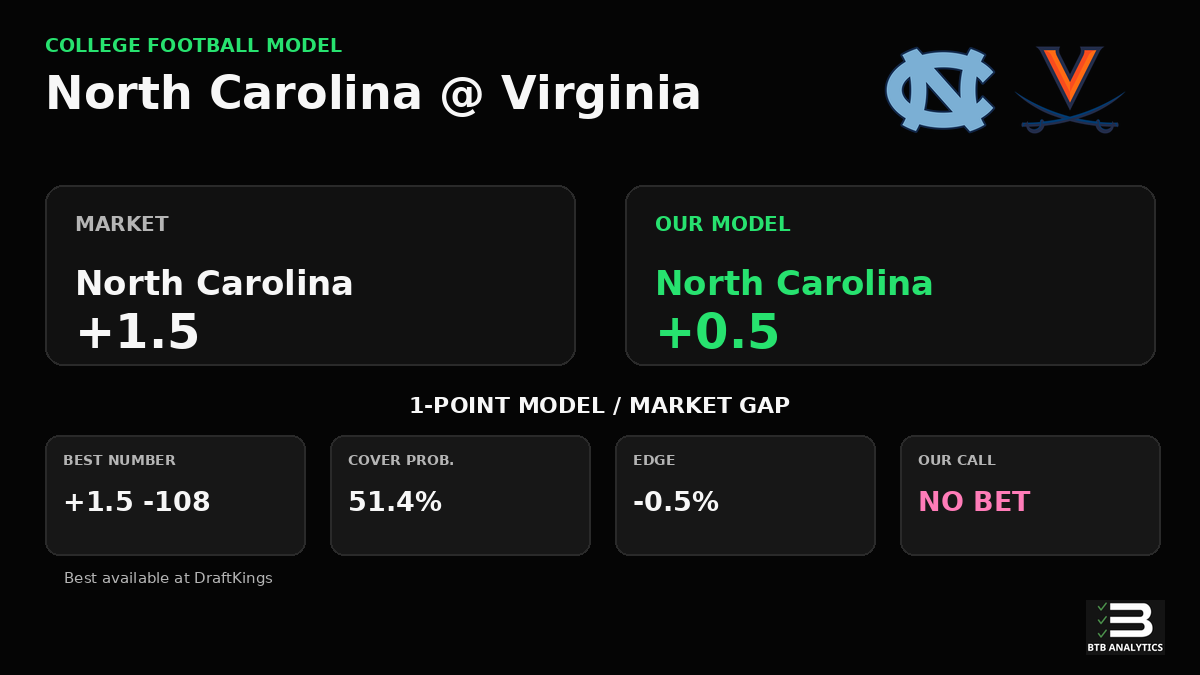 COLLEGE FOOTBALL MODEL
North Carolina @ Virginia
NC
V
MARKET
North Carolina
+1.5
OUR MODEL
North Carolina
+0.5
1-POINT MODEL / MARKET GAP
BEST NUMBER
+1.5 -108
COVER PROB.
51.4%
EDGE
-0.5%
OUR CALL
NO BET
Best available at DraftKings
B
BTB ANALYTICS